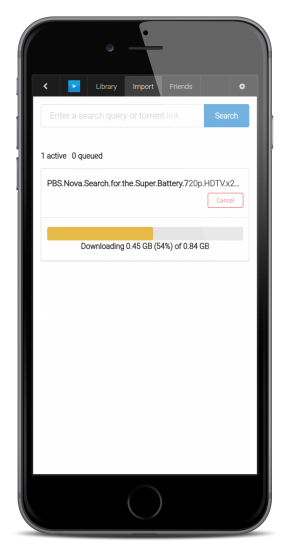 Library Import Friends
Enter a search query or torrent link Search
1 active 0 queued
PBS.Nova.Search.for.the.Super.Battery.720p.HDTV.x2...
Cancel
Downloading 0.45 GB (54%) of 0.84 GB